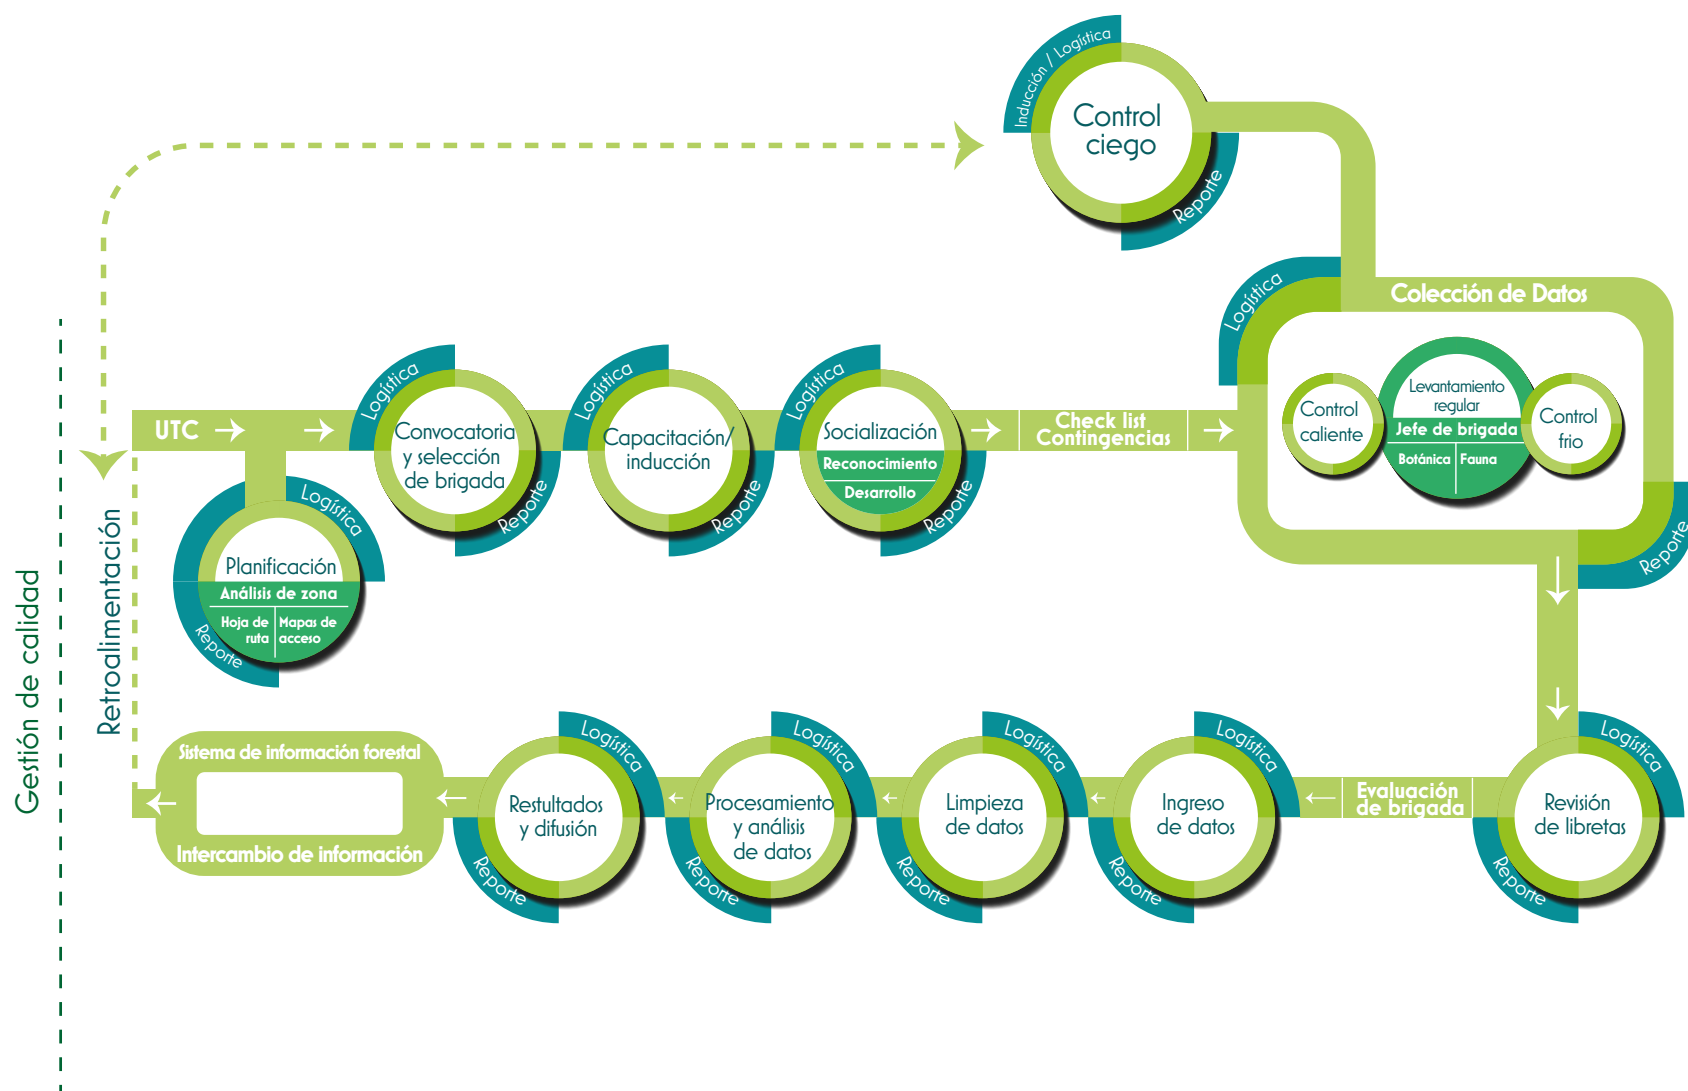 Inducción / Logística
Control
ciego
Reporte
Logística
Colección de Datos
Control
caliente
Levantamiento
regular
Jefe de brigada
Botánica
Fauna
Control
frio
Reporte
UTC
Logística
Convocatoria
y selección
de brigada
Reporte
Logística
Capacitación/
inducción
Reporte
Logística
Socialización
Reconocimiento
Desarrollo
Reporte
Check list
Contingencias
Logística
Planificación
Análisis de zona
Hoja de
ruta
Mapas de
acceso
Reporte
Gestión de calidad
Retroalimentación
Sistema de información forestal
Intercambio de información
Logística
Restultados
y difusión
Reporte
Logística
Procesamiento
y análisis
de datos
Reporte
Logística
Limpieza
de datos
Reporte
Logística
Ingreso
de datos
Reporte
Evaluación
de brigada
Logística
Revisión
de libretas
Reporte